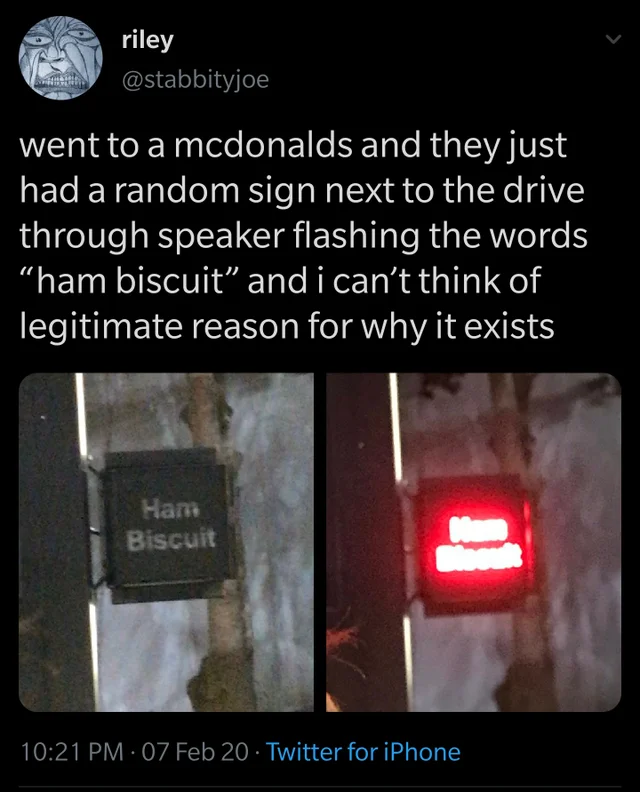 riley
@stabbityjoe
went to a mcdonalds and they just
had a random sign next to the drive
through speaker flashing the words
“ham biscuit” and i can’t think of
legitimate reason for why it exists
Ham
Biscuit
Ham
Biscuit
10:21 PM · 07 Feb 20 · Twitter for iPhone